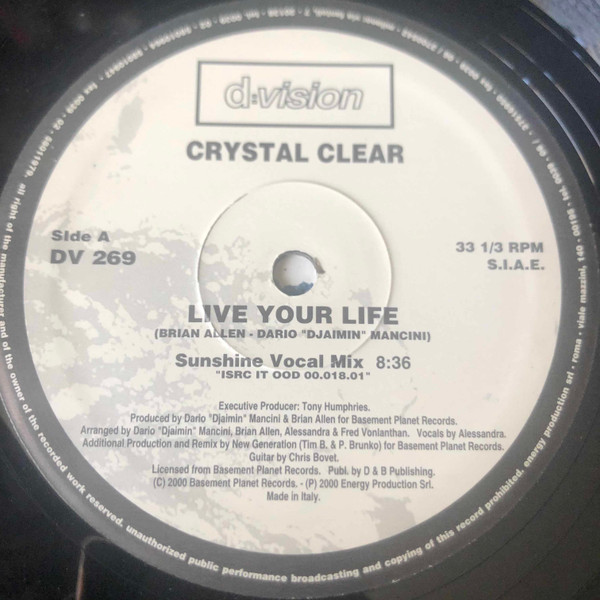 d:vision
CRYSTAL CLEAR
Side A
DV 269
33 1/3 RPM
S.I.A.E.
LIVE YOUR LIFE
(BRIAN ALLEN - DARIO "DJAIMIN" MANCINI)
Sunshine Vocal Mix 8:36
"ISRC IT OOD 00.018.01"
Executive Producer: Tony Humphries.
Produced by Dario "Djaimin" Mancini & Brian Allen for Basement Planet Records.
Arranged by Dario "Djaimin" Mancini, Brian Allen, Alessandra & Fred Vonlanthan. Vocals by Alessandra.
Additional Production and Remix by New Generation (Tim B. & P. Brunko) for Basement Planet Records.
Guitar by Chris Bovet.
Licensed from Basement Planet Records. Publ. by D & B Publishing.
(C) 2000 Basement Planet Records. - (P) 2000 Energy Production Srl.
Made in Italy.
all right of the manufacturer and of the owner of the recorded work reserved. unauthorized public performance broadcasting and copying of this record prohibited. energy production srl - roma - viale mazzini, 140 - 00195 - tel. 0039